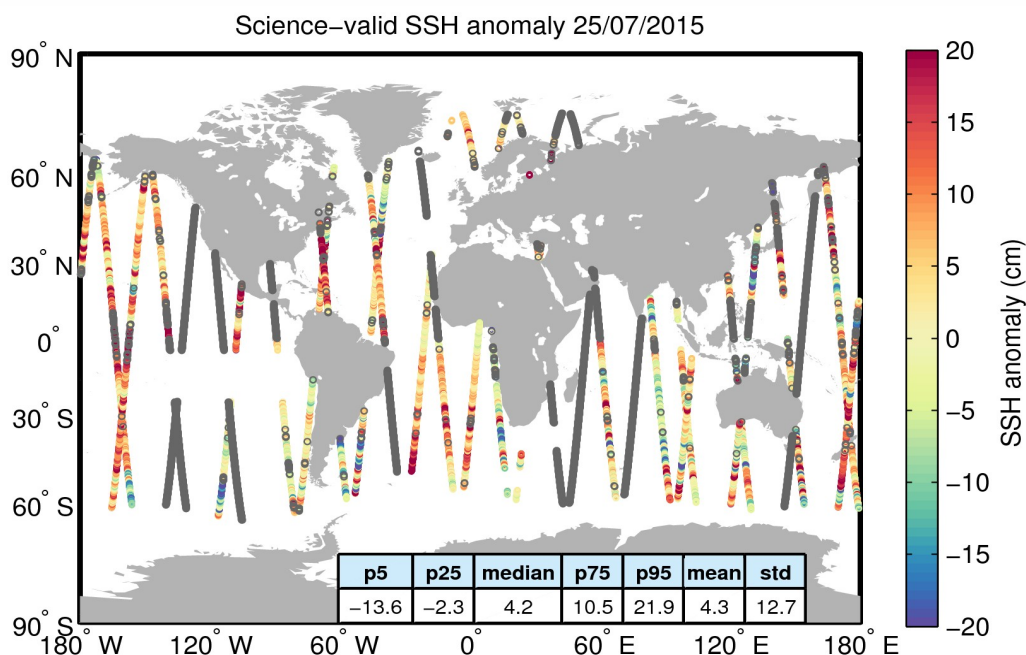 Science−valid SSH anomaly 25/07/2015
90° N
60° N
30° N
0°
30° S
60° S
90° S
180° W
120° W
60° W
0°
60° E
120° E
180° E
p5 p25 median p75 p95 mean std
−13.6 −2.3 4.2 10.5 21.9 4.3 12.7
20
15
10
5
0
−5
−10
−15
−20
SSH anomaly (cm)